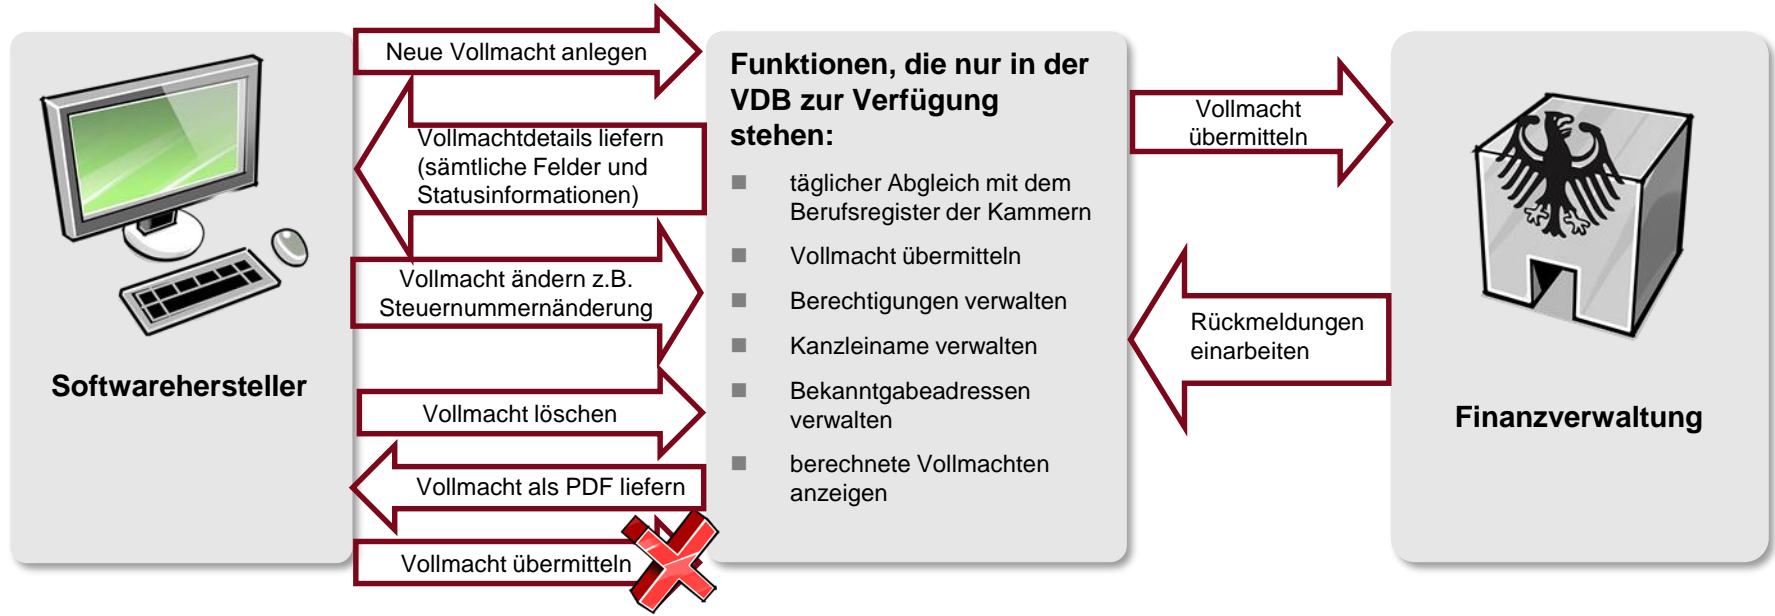 Neue Vollmacht anlegen
Vollmachtdetails liefern
(sämtliche Felder und
Statusinformationen)
Vollmacht ändern z.B.
Steuernummernänderung
Vollmacht löschen
Vollmacht als PDF liefern
Vollmacht übermitteln
Softwarehersteller
Funktionen, die nur in der
VDB zur Verfügung
stehen:
täglicher Abgleich mit dem
Berufsregister der Kammern
Vollmacht übermitteln
Berechtigungen verwalten
Kanzleiname verwalten
Bekanntgabeadressen
verwalten
berechnete Vollmachten
anzeigen
Vollmacht
übermitteln
Rückmeldungen
einarbeiten
Finanzverwaltung